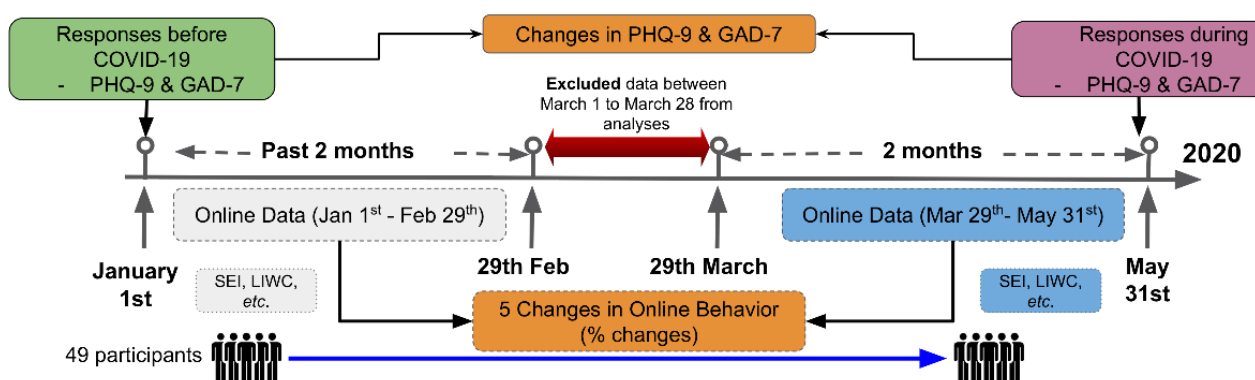 Responses before
COVID-19
- PHQ-9 & GAD-7
Changes in PHQ-9 & GAD-7
Responses during
COVID-19
- PHQ-9 & GAD-7
Excluded data between
March 1 to March 28 from
analyses
Past 2 months
2 months
2020
Online Data (Jan 1st - Feb 29th)
Online Data (Mar 29th- May 31st)
January
1st
29th Feb
29th March
May
31st
SEI, LIWC,
etc.
SEI, LIWC,
etc.
5 Changes in Online Behavior
(% changes)
49 participants